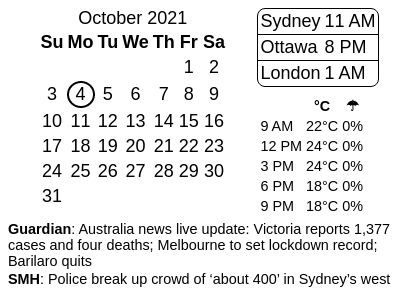 October 2021
Su Mo Tu We Th Fr Sa
1 2
3 4 5 6 7 8 9
10 11 12 13 14 15 16
17 18 19 20 21 22 23
24 25 26 27 28 29 30
31
Sydney 11 AM
Ottawa 8 PM
London 1 AM
°C ☂
9 AM 22°C 0%
12 PM 24°C 0%
3 PM 24°C 0%
6 PM 18°C 0%
9 PM 18°C 0%
Guardian: Australia news live update: Victoria reports 1,377
cases and four deaths; Melbourne to set lockdown record;
Barilaro quits
SMH: Police break up crowd of ‘about 400’ in Sydney’s west